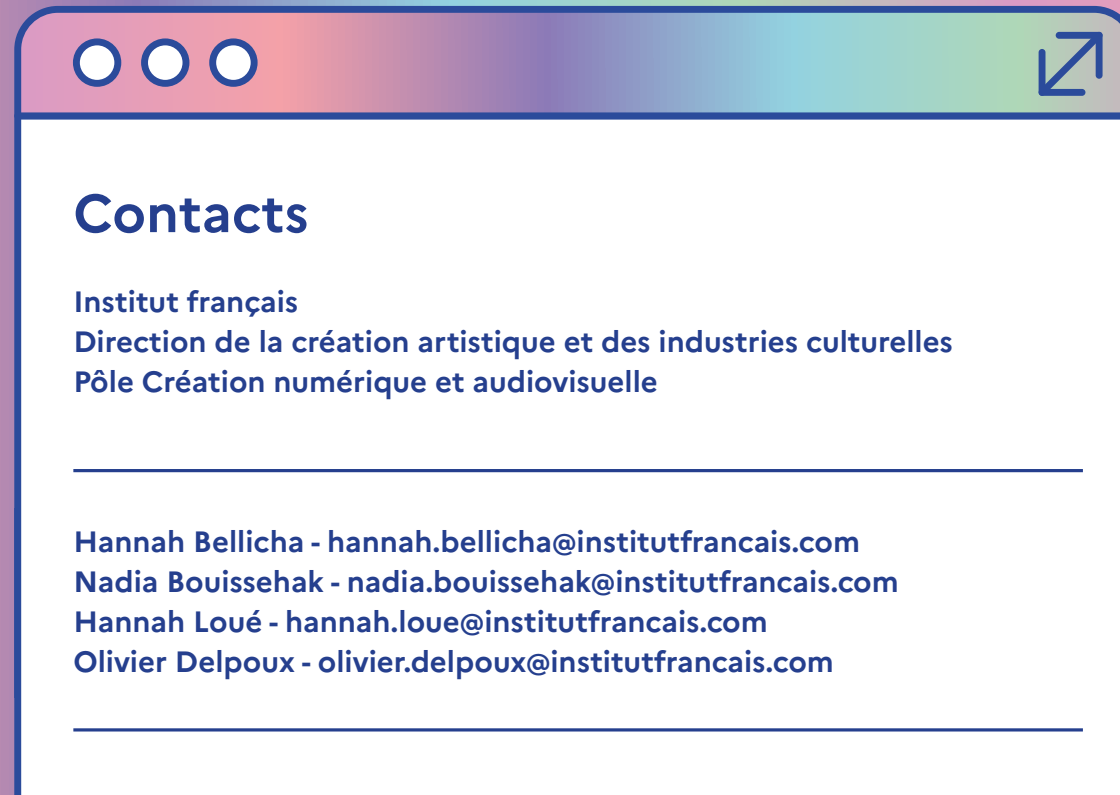 Contacts
Institut français
Direction de la création artistique et des industries culturelles
Pôle Création numérique et audiovisuelle
Hannah Bellicha - hannah.bellicha@institutfrancais.com
Nadia Bouissehak - nadia.bouissehak@institutfrancais.com
Hannah Loué - hannah.loue@institutfrancais.com
Olivier Delpoux - olivier.delpoux@institutfrancais.com